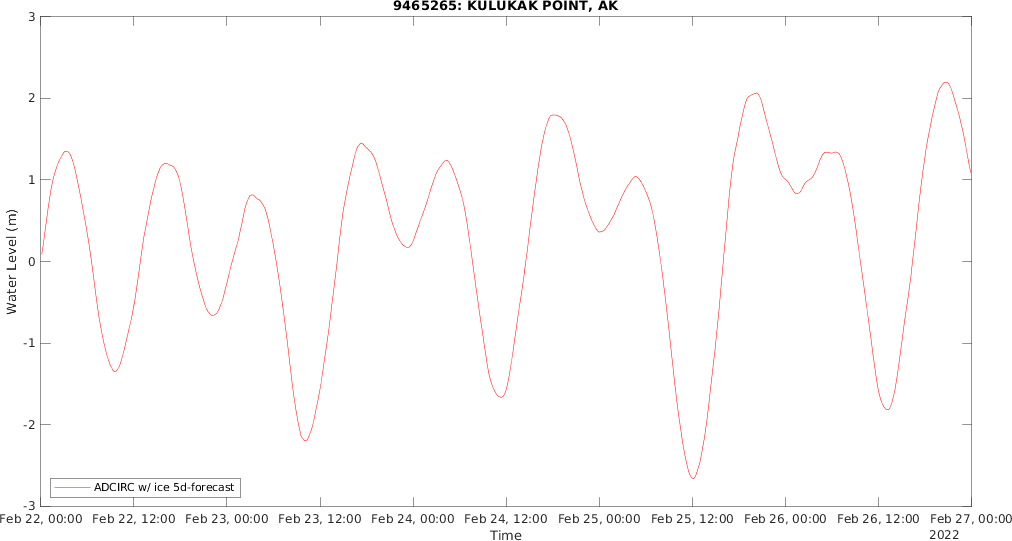 9465265: KULUKAK POINT, AK
3
2
1
0
-1
-2
-3
Water Level (m)
ADCIRC w/ ice 5d-forecast
Feb 22, 00:00 Feb 22, 12:00 Feb 23, 00:00 Feb 23, 12:00 Feb 24, 00:00 Feb 24, 12:00 Feb 25, 00:00 Feb 25, 12:00 Feb 26, 00:00 Feb 26, 12:00 Feb 27, 00:00
Time
2022